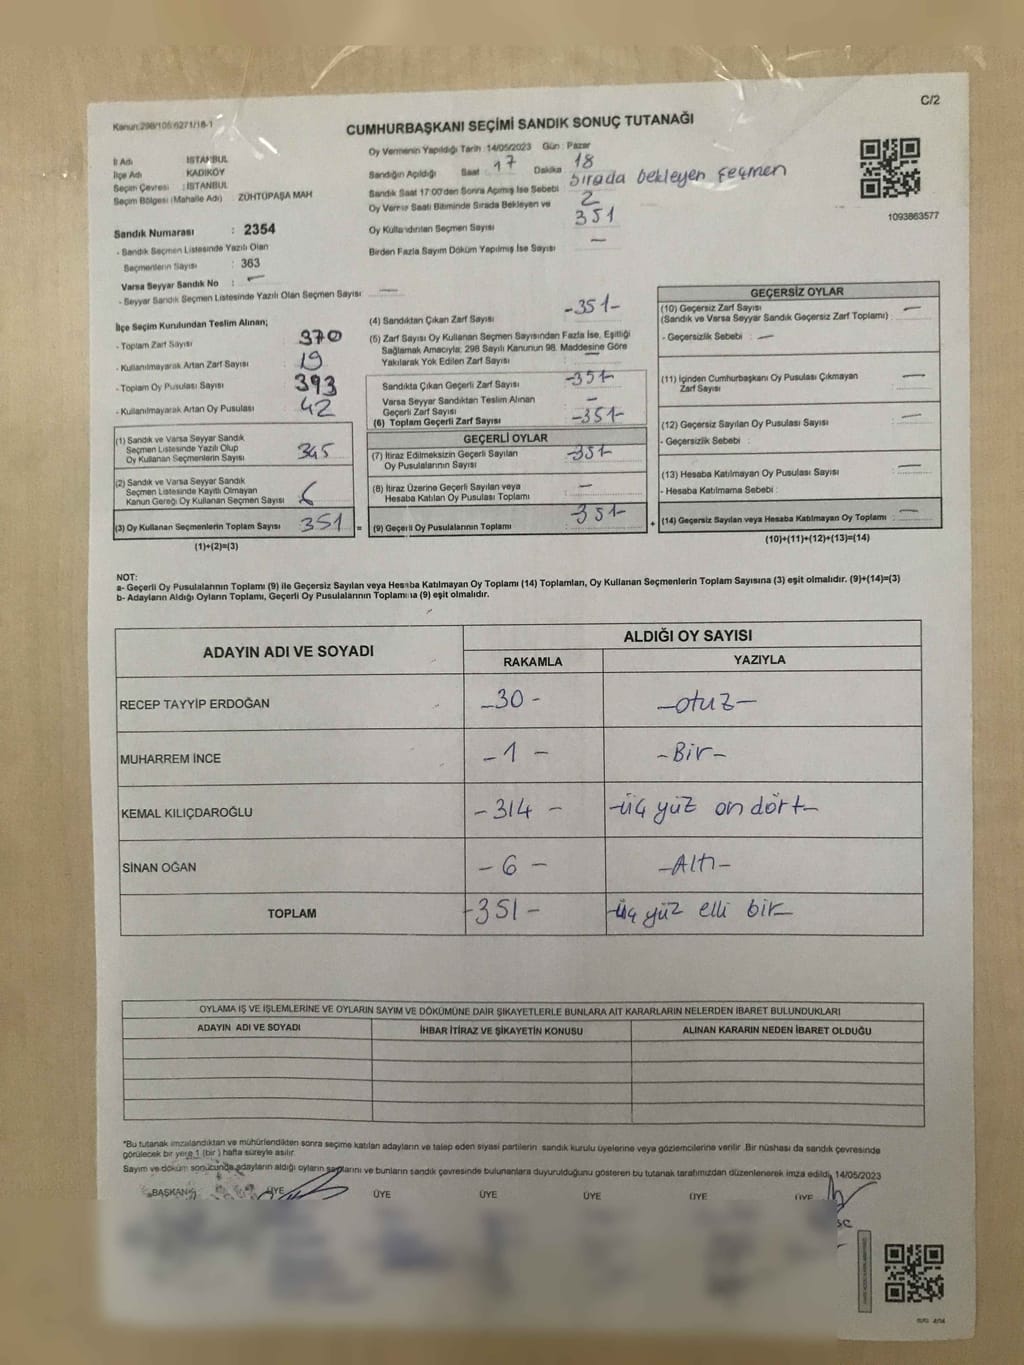 C/2
Kanun:298/105:6271/18-1
CUMHURBAŞKANI SEÇİMİ SANDIK SONUÇ TUTANAĞI
İl Adı : İSTANBUL
İlçe Adı : KADIKÖY
Seçim Çevresi : İSTANBUL
Seçim Bölgesi (Mahalle Adı) : ZÜHTÜPAŞA MAH
Sandık Numarası : 2354
- Sandık Seçmen Listesinde Yazılı Olan
Seçmenlerin Sayısı : 363
Varsa Seyyar Sandık No : -
- Seyyar Sandık Seçmen Listesinde Yazılı Olan Seçmen Sayısı : -
Oy Vermenin Yapıldığı Tarih :14/05/2023 Gün : Pazar
Sandığın Açıldığı Saat : 17 Dakika 18
Sandık Saat 17:00'den Sonra Açımış İse Sebebi : Sırada bekleyen seçmen
Oy Verme Saati Bitiminde Sırada Bekleyen ve 2
Oy Kullandırılan Seçmen Sayısı 351
Birden Fazla Sayım Döküm Yapılmış İse Sayısı : -
1093863577
İlçe Seçim Kurulundan Teslim Alınan;
- Toplam Zarf Sayısı : 370
- Kullanılmayarak Artan Zarf Sayısı : 19
- Toplam Oy Pusulası Sayısı : 393
- Kullanılmayarak Artan Oy Pusulası : 42
(1) Sandık ve Varsa Seyyar Sandık
Seçmen Listesinde Yazılı Olup
Oy Kullanan Seçmenlerin Sayısı : 345
(2) Sandık ve Varsa Seyyar Sandık
Seçmen Listesinde Kayıtlı Olmayan
Kanun Gereği Oy Kullanan Seçmen Sayısı : 6
(3) Oy Kullanan Seçmenlerin Toplam Sayısı : 351 =
(1)+(2)=(3)
(4) Sandıktan Çıkan Zarf Sayısı : -351-
(5) Zarf Sayısı Oy Kullanan Seçmen Sayısından Fazla İse, Eşitliği
Sağlamak Amacıyla; 298 Sayılı Kanunun 98. Maddesine Göre
Yakılarak Yok Edilen Zarf Sayısı : -
Sandıkta Çıkan Geçerli Zarf Sayısı : -351-
Varsa Seyyar Sandıktan Teslim Alınan
Geçerli Zarf Sayısı : -
(6) Toplam Geçerli Zarf Sayısı : -351-
GEÇERLİ OYLAR
(7) İtiraz Edilmeksizin Geçerli Sayılan
Oy Pusulalarının Sayısı : -351-
(8) İtiraz Üzerine Geçerli Sayılan veya
Hesaba Katılan Oy Pusulası Toplamı : -
(9) Geçerli Oy Pusulalarının Toplamı : -351- +
GEÇERSİZ OYLAR
(10) Geçersiz Zarf Sayısı
(Sandık ve Varsa Seyyar Sandık Geçersiz Zarf Toplamı) : -
- Geçersizlik Sebebi : -
(11) İçinden Cumhurbaşkanı Oy Pusulası Çıkmayan
Zarf Sayısı : -
(12) Geçersiz Sayılan Oy Pusulası Sayısı : -
- Geçersizlik Sebebi :
(13) Hesaba Katılmayan Oy Pusulası Sayısı : -
- Hesaba Katılmama Sebebi :
(14) Geçersiz Sayılan veya Hesaba Katılmayan Oy Toplamı : -
(10)+(11)+(12)+(13)=(14)
NOT:
a- Geçerli Oy Pusulalarının Toplamı (9) ile Geçersiz Sayılan veya Hesaba Katılmayan Oy Toplamı (14) Toplamları, Oy Kullanan Seçmenlerin Toplam Sayısına (3) eşit olmalıdır. (9)+(14)=(3)
b- Adayların Aldığı Oyların Toplamı, Geçerli Oy Pusulalarının Toplamına (9) eşit olmalıdır.
ADAYIN ADI VE SOYADI ALDIĞI OY SAYISI
RAKAMLA YAZIYLA
RECEP TAYYİP ERDOĞAN -30- -otuz-
MUHARREM İNCE -1- -Bir-
KEMAL KILIÇDAROĞLU -314- -üç yüz on dört-
SİNAN OĞAN -6- -Altı-
TOPLAM -351- -üç yüz elli bir-
OYLAMA İŞ VE İŞLEMLERİNE VE OYLARIN SAYIM VE DÖKÜMÜNE DAİR ŞİKAYETLERLE BUNLARA AİT KARARLARIN NELERDEN İBARET BULUNDUKLARI
ADAYIN ADI VE SOYADI İHBAR İTİRAZ VE ŞİKAYETİN KONUSU ALINAN KARARIN NEDEN İBARET OLDUĞU
*Bu tutanak imzalandıktan ve mühürlendikten sonra seçime katılan adayların ve talep eden siyasi partilerin sandık kurulu üyelerine veya gözlemcilerine verilir. Bir nüshası da sandık çevresinde
görülecek bir yere 1 (bir) hafta süreyle asılır.
Sayım ve döküm sonucunda adayların aldığı oyların sayılarını ve bunların sandık çevresinde bulunanlara duyurulduğunu gösteren bu tutanak tarafımızdan düzenlenerek imza edildi. 14/05/2023
BAŞKAN ÜYE ÜYE ÜYE ÜYE ÜYE ÜYE